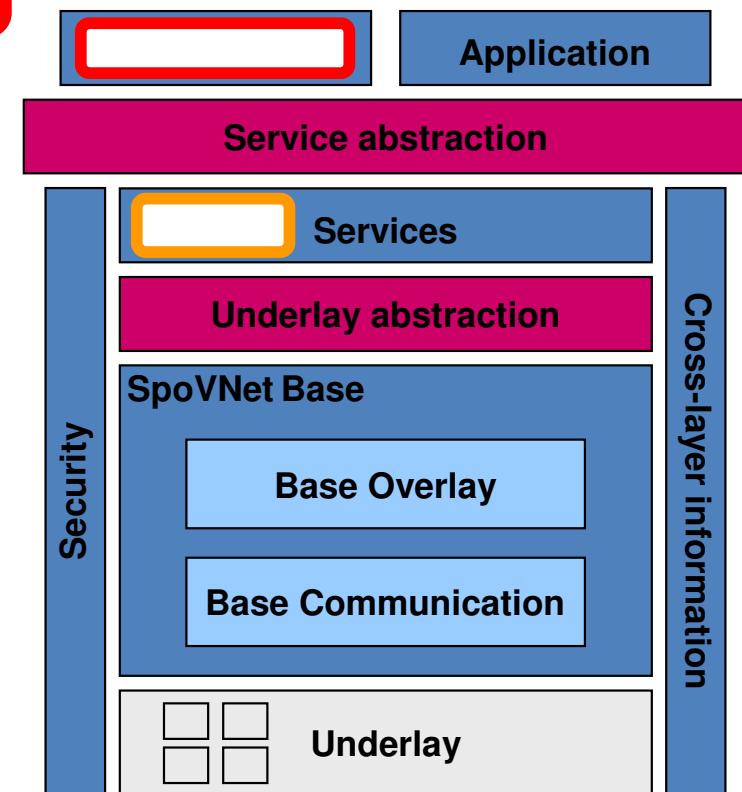 Application
Service abstraction
Services
Underlay abstraction
SpoVNet Base
Base Overlay
Base Communication
Underlay
Security
Cross-layer information